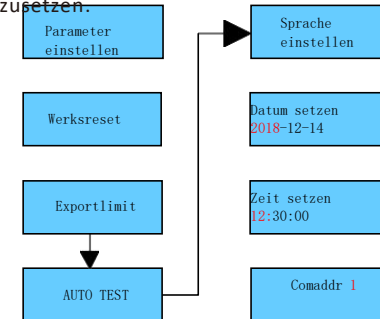 zusetzen.
Parameter
einstellen
Werksreset
Exportlimit
AUTO TEST
Sprache
einstellen
Datum setzen
2018-12-14
Zeit setzen
12:30:00
Comaddr 1